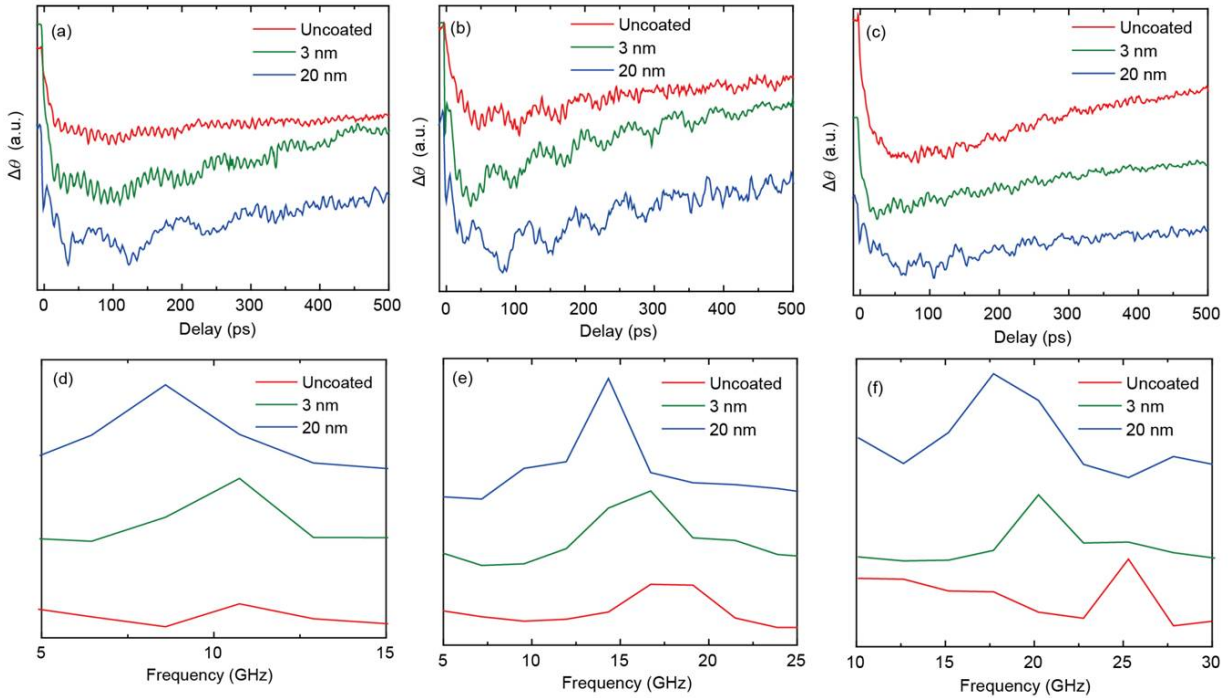 (a)
Uncoated
3 nm
20 nm
Δθ (a.u.)
0 100 200 300 400 500
Delay (ps)
(b)
Uncoated
3 nm
20 nm
Δθ (a.u.)
0 100 200 300 400 500
Delay (ps)
(c)
Uncoated
3 nm
20 nm
Δθ (a.u.)
0 100 200 300 400 500
Delay (ps)
(d)
Uncoated
3 nm
20 nm
5 10 15
Frequency (GHz)
(e)
Uncoated
3 nm
20 nm
5 10 15 20 25
Frequency (GHz)
(f)
Uncoated
3 nm
20 nm
10 15 20 25 30
Frequency (GHz)